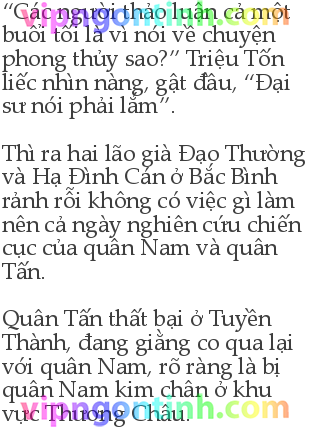 “Các người thảo luận cả một
buổi tối là vì nói về chuyện
phong thủy sao?” Triệu Tốn
liếc nhìn nàng, gật đầu, “Đại
sư nói phải lắm”.
Thì ra hai lão già Đạo Thường
và Hạ Đình Cán ở Bắc Bình
rảnh rỗi không có việc gì làm
nên cả ngày nghiên cứu chiến
cục của quân Nam và quân
Tấn.
Quân Tấn thất bại ở Tuyền
Thành, đang giằng co qua lại
với quân Nam, rõ ràng là bị
quân Nam kim chân ở khu
vực Thương Châu.
vipngontinh.com
vipngontinh.com